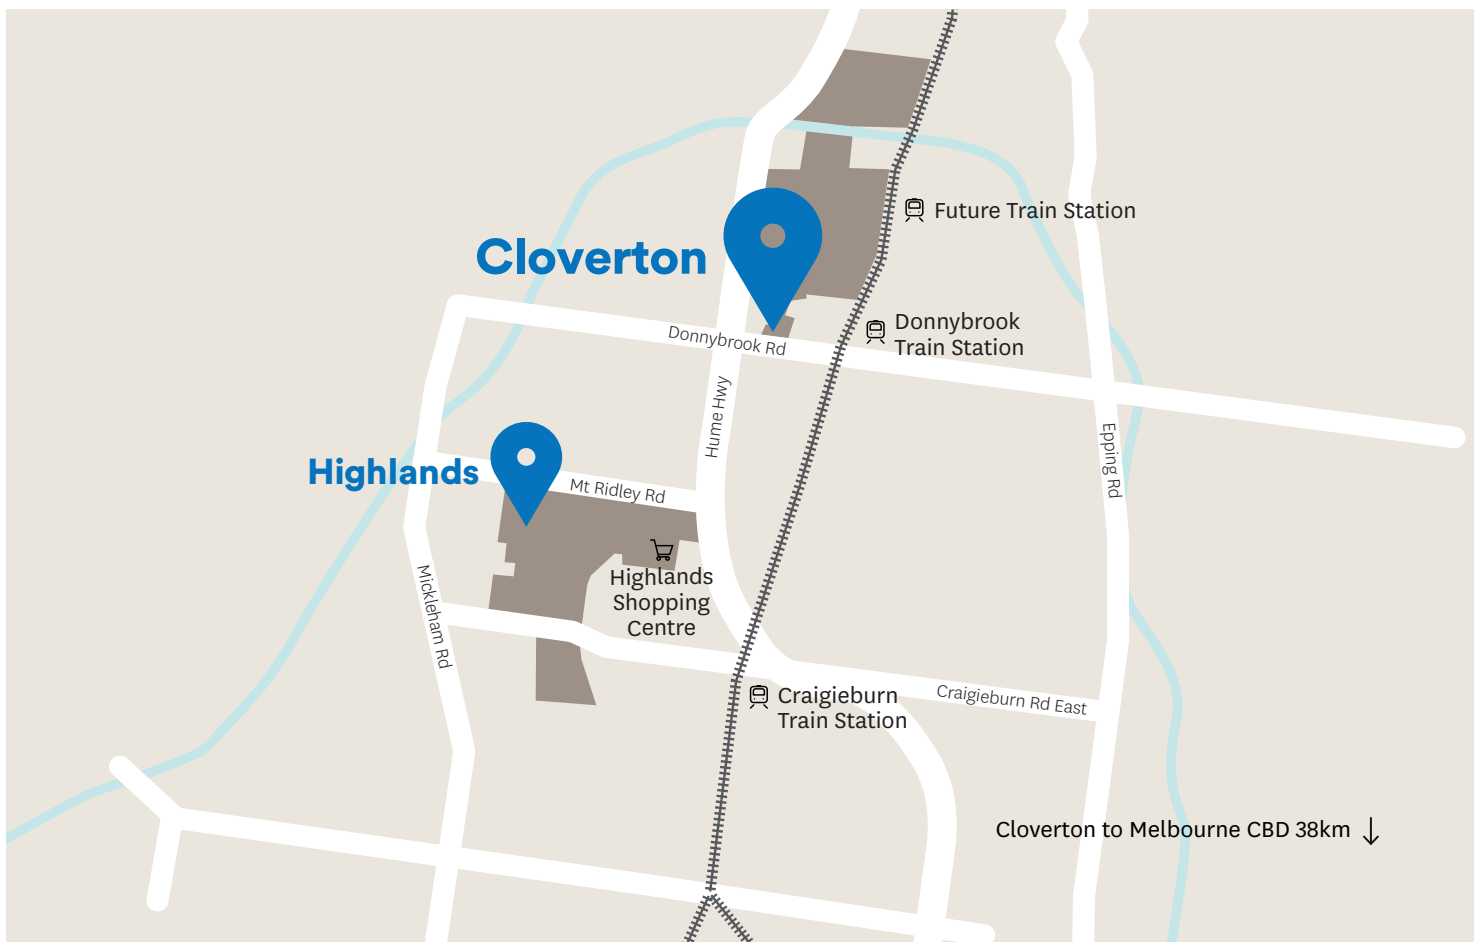 Future Train Station
Cloverton
Donnybrook
Train Station
Donnybrook Rd
Hume Hwy
Epping Rd
Highlands
Mt Ridley Rd
Highlands
Shopping
Centre
Mickleham Rd
Craigieburn
Train Station
Craigieburn Rd East
Cloverton to Melbourne CBD 38km